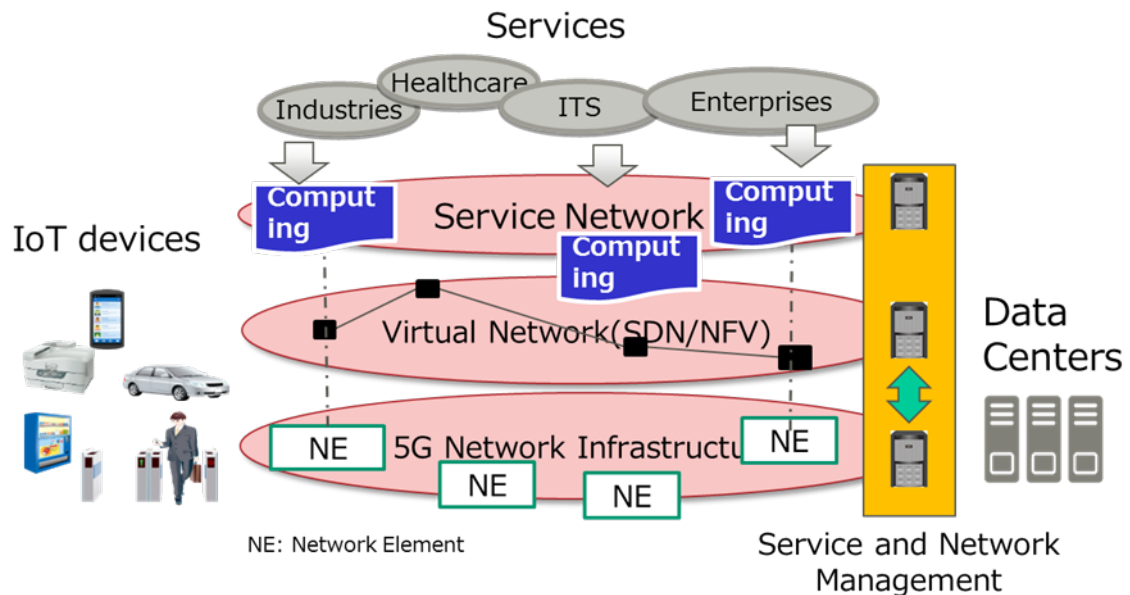 Services
Healthcare
Industries
ITS
Enterprises
Comput
ing
Service Network
Comput
ing
Comput
ing
IoT devices
Virtual Network(SDN/NFV)
Data
Centers
NE
5G Network Infrastructu
NE
NE
NE
NE: Network Element
Service and Network
Management